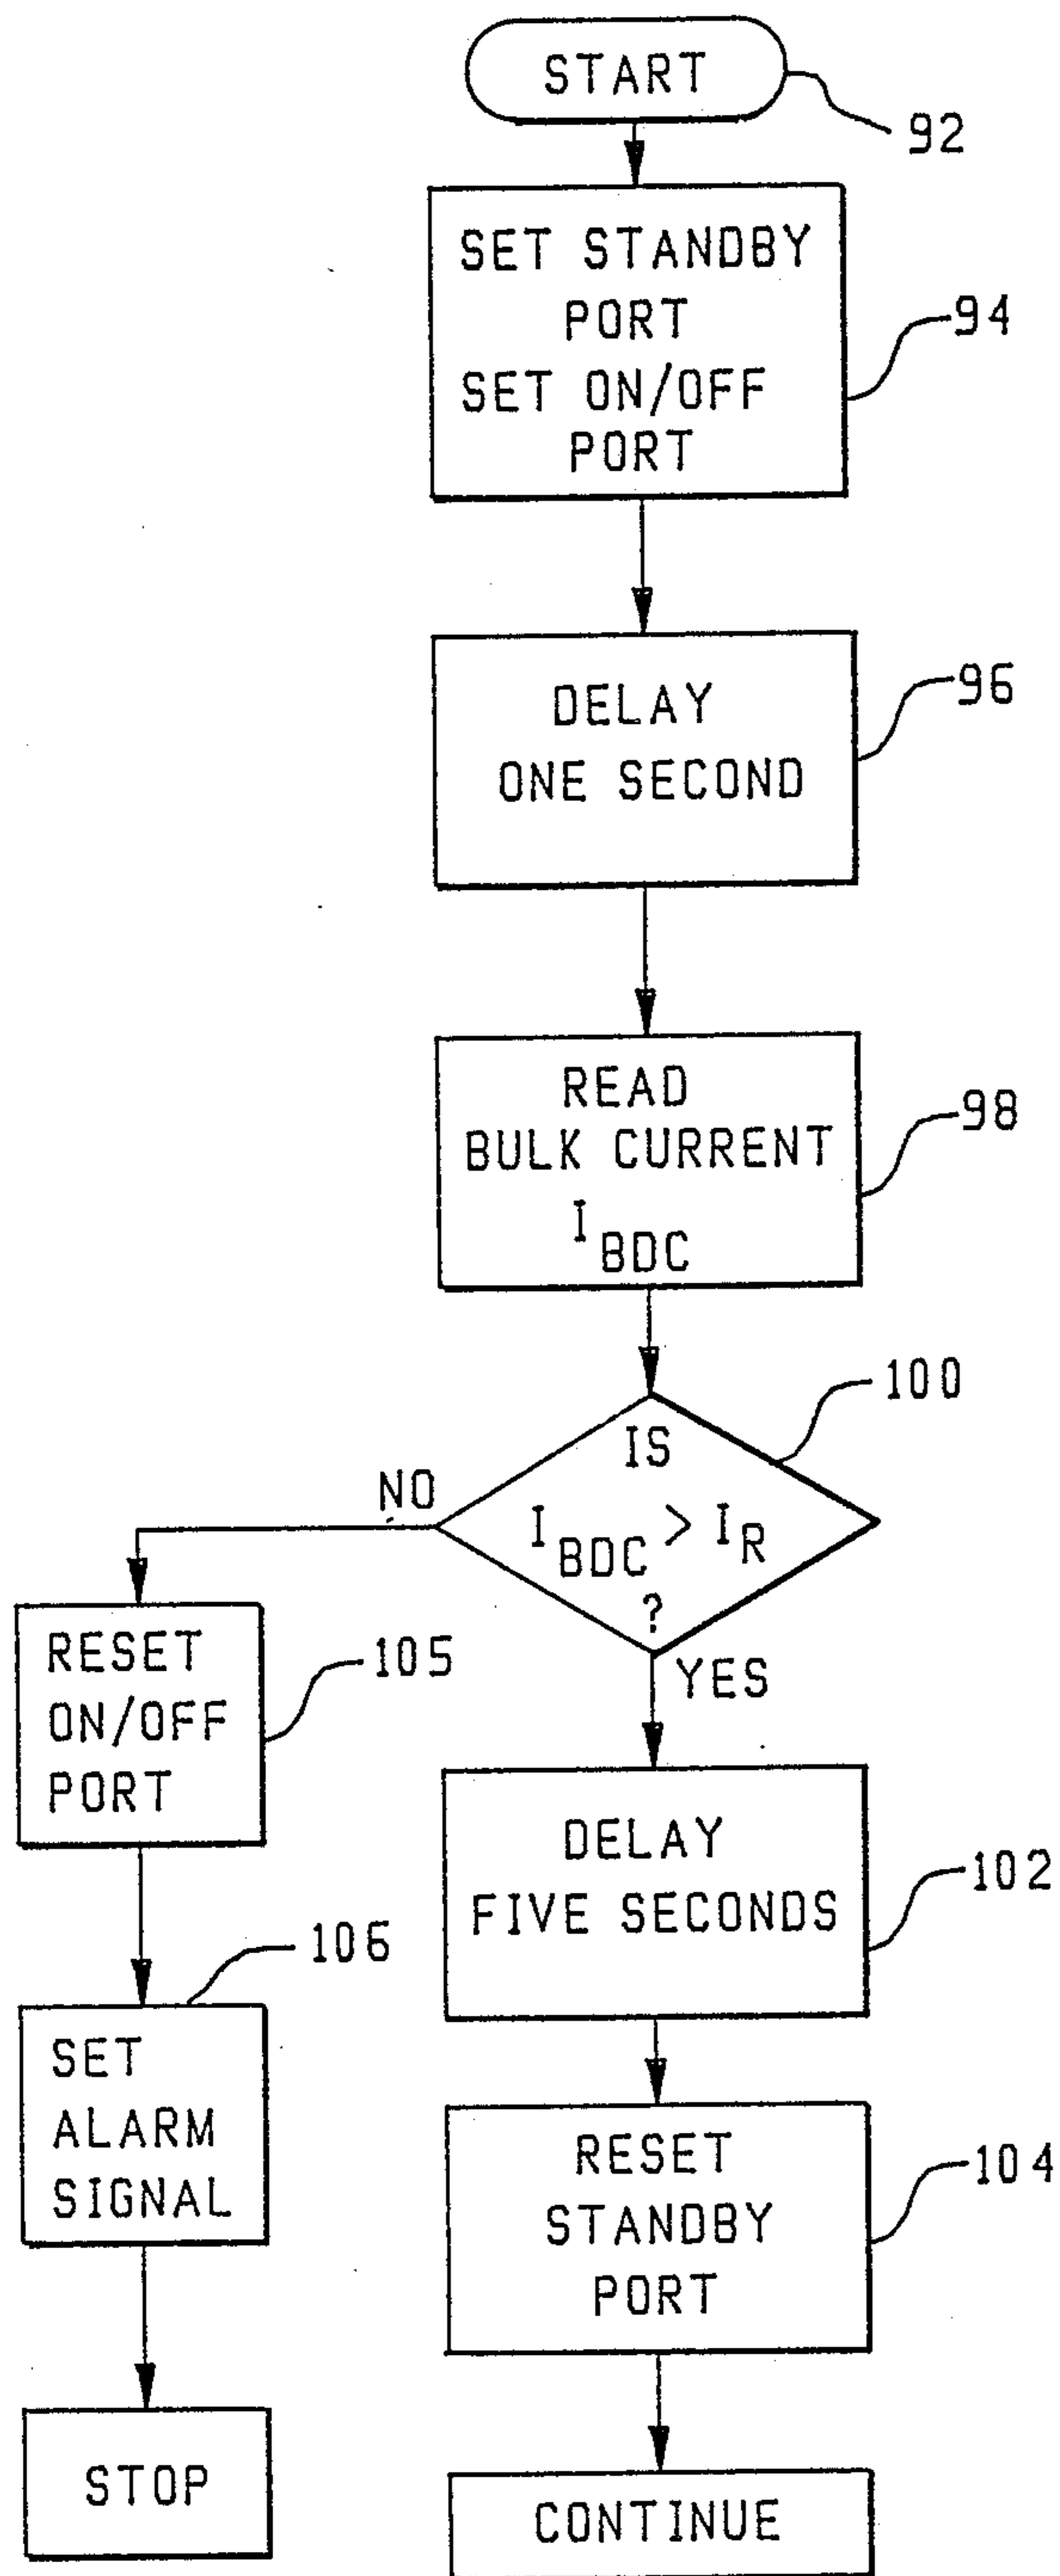 START
92
SET STANDBY
PORT
SET ON/OFF
PORT
94
DELAY
ONE SECOND
96
READ
BULK CURRENT
I BDC
98
100
IS
I BDC > I R
?
NO
YES
RESET
ON/OFF
PORT
105
DELAY
FIVE SECONDS
102
106
SET
ALARM
SIGNAL
RESET
STANDBY
PORT
104
STOP
CONTINUE